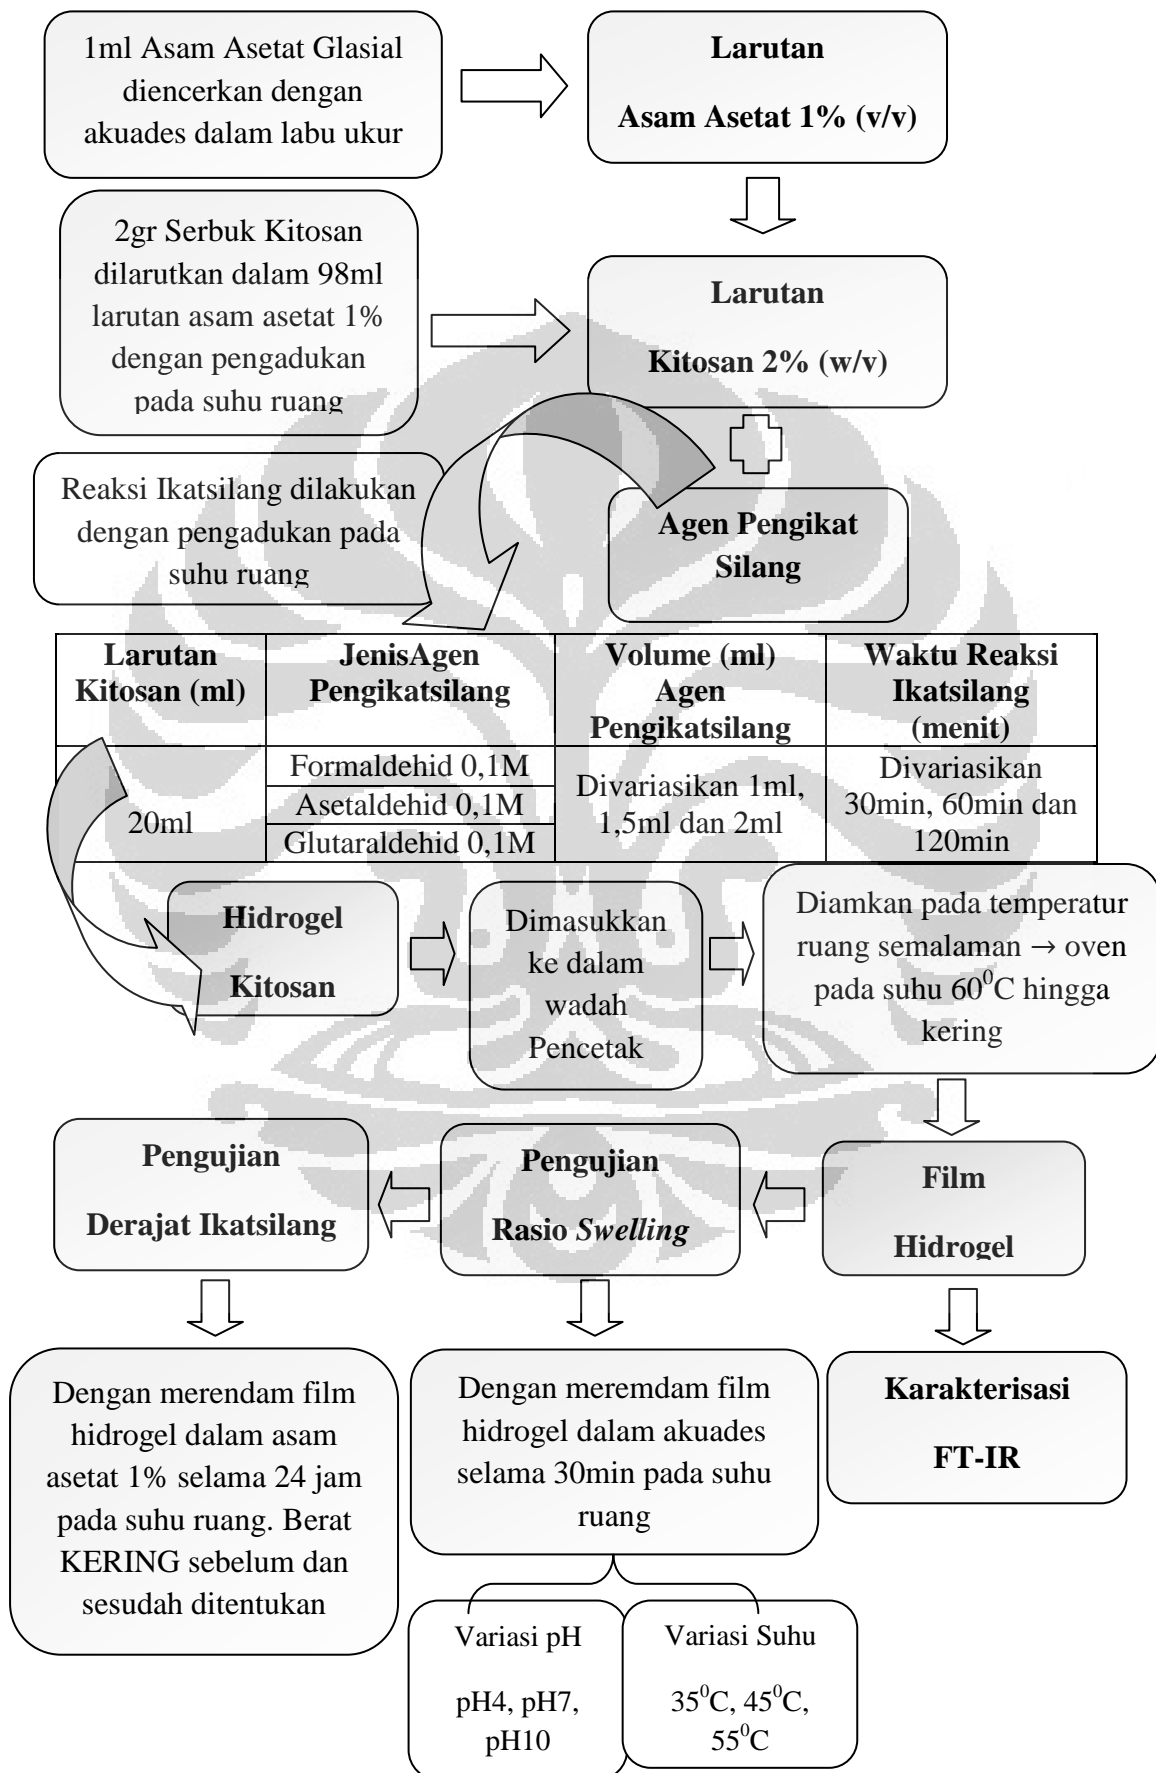 1ml Asam Asetat Glasial
diencerkan dengan
akuades dalam labu ukur
Larutan
Asam Asetat 1% (v/v)
2gr Serbuk Kitosan
dilarutkan dalam 98ml
larutan asam asetat 1%
dengan pengadukan
pada suhu ruang
Larutan
Kitosan 2% (w/v)
Reaksi Ikatsilang dilakukan
dengan pengadukan pada
suhu ruang
Agen Pengikat
Silang
Larutan
Kitosan (ml)
JenisAgen
Pengikatsilang
Volume (ml)
Agen
Pengikatsilang
Waktu Reaksi
Ikatsilang
(menit)
20ml
Formaldehid 0,1M
Asetaldehid 0,1M
Glutaraldehid 0,1M
Divariasikan 1ml,
1,5ml dan 2ml
Divariasikan
30min, 60min dan
120min
Hidrogel
Kitosan
Dimasukkan
ke dalam
wadah
Pencetak
Diamkan pada temperatur
ruang semalaman → oven
pada suhu 60⁰C hingga
kering
Pengujian
Derajat Ikatsilang
Pengujian
Rasio Swelling
Film
Hidrogel
Dengan merendam film
hidrogel dalam asam
asetat 1% selama 24 jam
pada suhu ruang. Berat
KERING sebelum dan
sesudah ditentukan
Dengan meremdam film
hidrogel dalam akuades
selama 30min pada suhu
ruang
Karakterisasi
FT-IR
Variasi pH
pH4, pH7,
pH10
Variasi Suhu
35⁰C, 45⁰C,
55⁰C